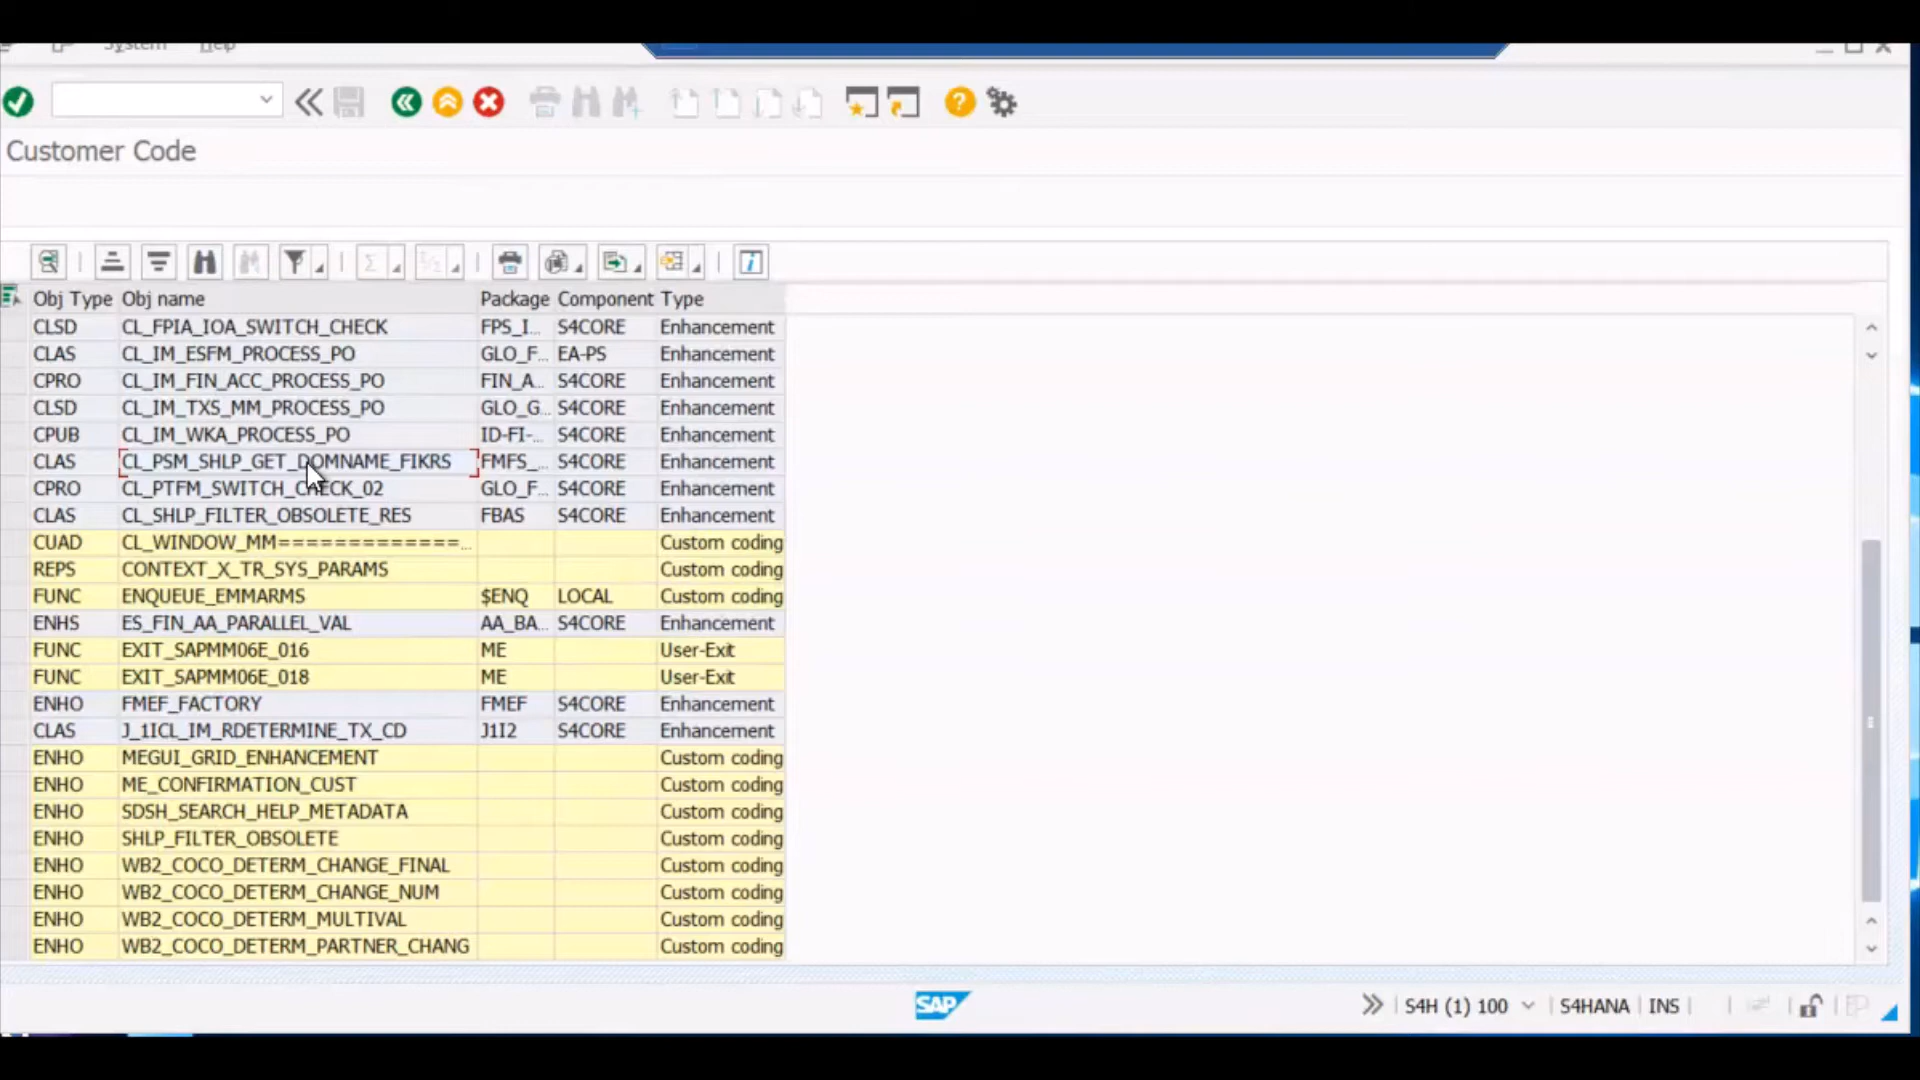 System Help
Customer Code
Obj Type Obj name Package Component Type
CLSD CL_FPIA_IOA_SWITCH_CHECK FPS_I... S4CORE Enhancement
CLAS CL_IM_ESFM_PROCESS_PO GLO_F... EA-PS Enhancement
CPRO CL_IM_FIN_ACC_PROCESS_PO FIN_A... S4CORE Enhancement
CLSD CL_IM_TXS_MM_PROCESS_PO GLO_G... S4CORE Enhancement
CPUB CL_IM_WKA_PROCESS_PO ID-FI-... S4CORE Enhancement
CLAS CL_PSM_SHLP_GET_DOMNAME_FIKRS FMFS_... S4CORE Enhancement
CPRO CL_PTFM_SWITCH_CHECK_02 GLO_F... S4CORE Enhancement
CLAS CL_SHLP_FILTER_OBSOLETE_RES FBAS S4CORE Enhancement
CUAD CL_WINDOW_MM=============... Custom coding
REPS CONTEXT_X_TR_SYS_PARAMS Custom coding
FUNC ENQUEUE_EMMARMS $ENQ LOCAL Custom coding
ENHS ES_FIN_AA_PARALLEL_VAL AA_BA... S4CORE Enhancement
FUNC EXIT_SAPMM06E_016 ME User-Exit
FUNC EXIT_SAPMM06E_018 ME User-Exit
ENHO FMEF_FACTORY FMEF S4CORE Enhancement
CLAS J_1ICL_IM_RDETERMINE_TX_CD J1I2 S4CORE Enhancement
ENHO MEGUI_GRID_ENHANCEMENT Custom coding
ENHO ME_CONFIRMATION_CUST Custom coding
ENHO SDSH_SEARCH_HELP_METADATA Custom coding
ENHO SHLP_FILTER_OBSOLETE Custom coding
ENHO WB2_COCO_DETERM_CHANGE_FINAL Custom coding
ENHO WB2_COCO_DETERM_CHANGE_NUM Custom coding
ENHO WB2_COCO_DETERM_MULTIVAL Custom coding
ENHO WB2_COCO_DETERM_PARTNER_CHANG Custom coding
SAP S4H (1) 100 S4HANA INS